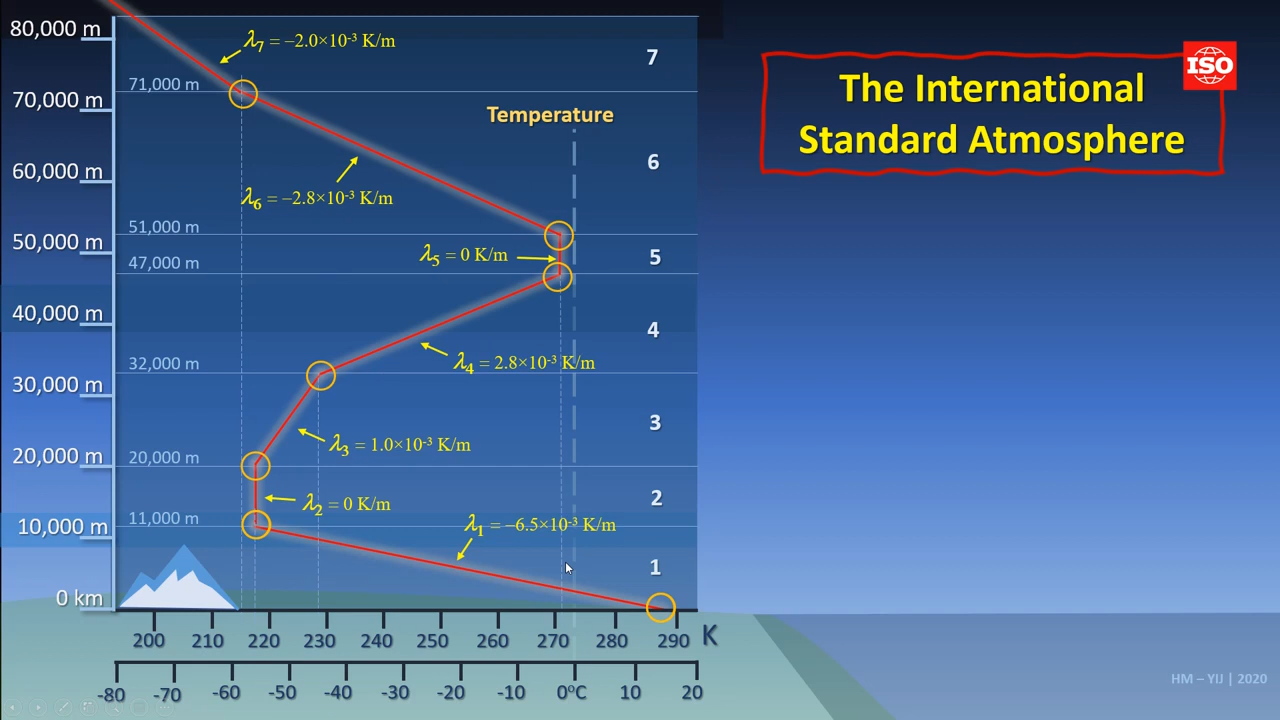 The International
Standard Atmosphere
ISO
80,000 m
70,000 m
60,000 m
50,000 m
40,000 m
30,000 m
20,000 m
10,000 m
0 km
λ7 = −2.0×10-3 K/m
7
71,000 m
Temperature
6
λ6 = −2.8×10-3 K/m
51,000 m
λ5 = 0 K/m
5
47,000 m
4
λ4 = 2.8×10-3 K/m
32,000 m
3
λ3 = 1.0×10-3 K/m
20,000 m
2
λ2 = 0 K/m
11,000 m
λ1 = −6.5×10-3 K/m
1
200 210 220 230 240 250 260 270 280 290 K
-80 -70 -60 -50 -40 -30 -20 -10 0°C 10 20
HM – YIJ | 2020